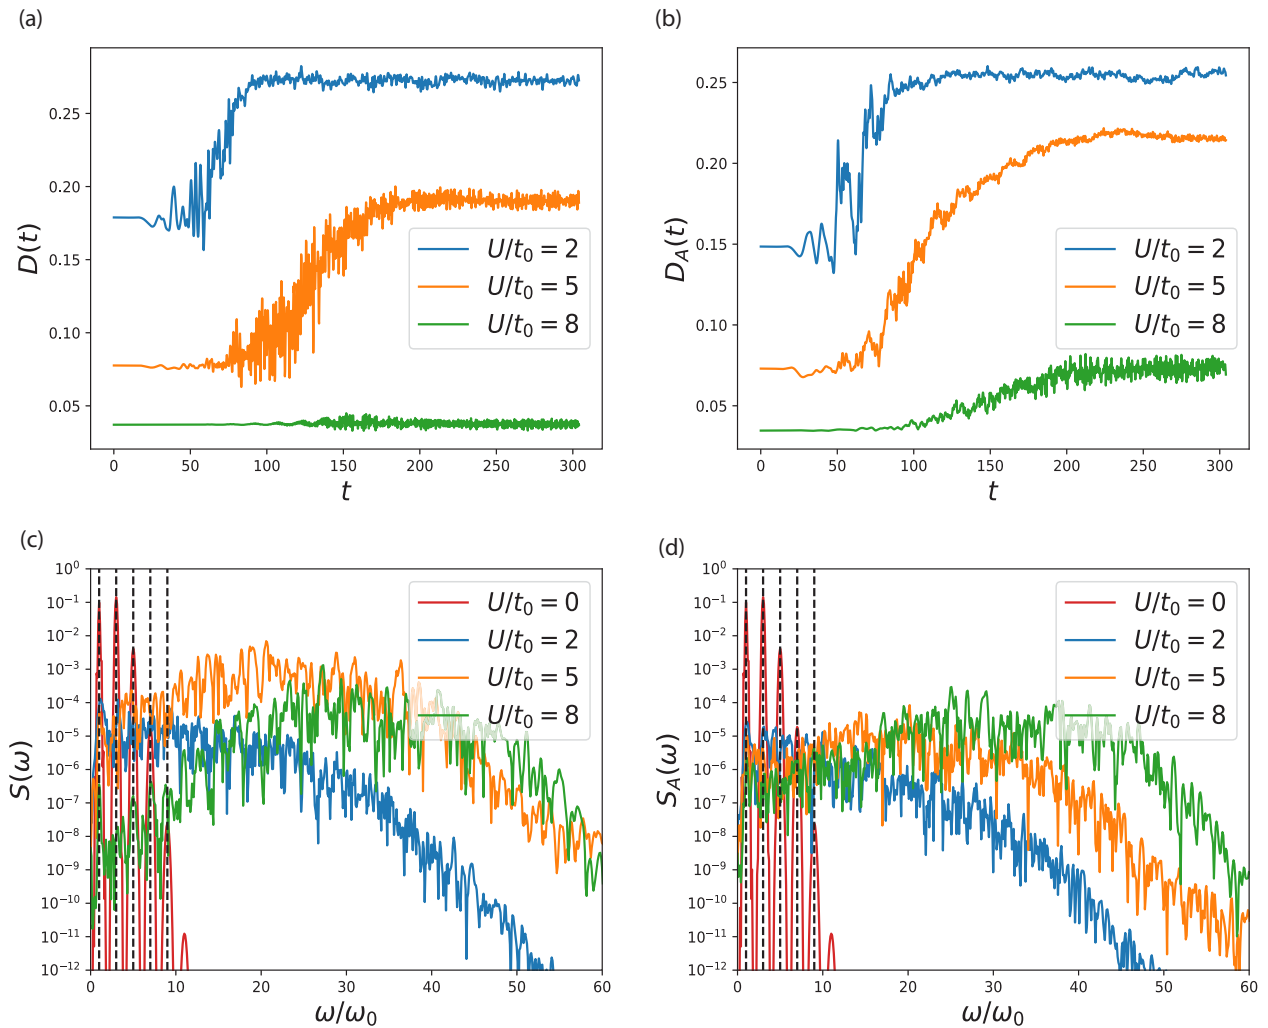 (a)
(b)
0.25
0.20
0.15
0.10
0.05
D(t)
U/t₀ = 2
U/t₀ = 5
U/t₀ = 8
0 50 100 150 200 250 300
t
0.25
0.20
0.15
0.10
0.05
D_A(t)
U/t₀ = 2
U/t₀ = 5
U/t₀ = 8
0 50 100 150 200 250 300
t
(c)
(d)
10⁰
10⁻¹
10⁻²
10⁻³
10⁻⁴
10⁻⁵
10⁻⁶
10⁻⁷
10⁻⁸
10⁻⁹
10⁻¹⁰
10⁻¹¹
10⁻¹²
S(ω)
U/t₀ = 0
U/t₀ = 2
U/t₀ = 5
U/t₀ = 8
0 10 20 30 40 50 60
ω/ω₀
10⁰
10⁻¹
10⁻²
10⁻³
10⁻⁴
10⁻⁵
10⁻⁶
10⁻⁷
10⁻⁸
10⁻⁹
10⁻¹⁰
10⁻¹¹
10⁻¹²
S_A(ω)
U/t₀ = 0
U/t₀ = 2
U/t₀ = 5
U/t₀ = 8
0 10 20 30 40 50 60
ω/ω₀